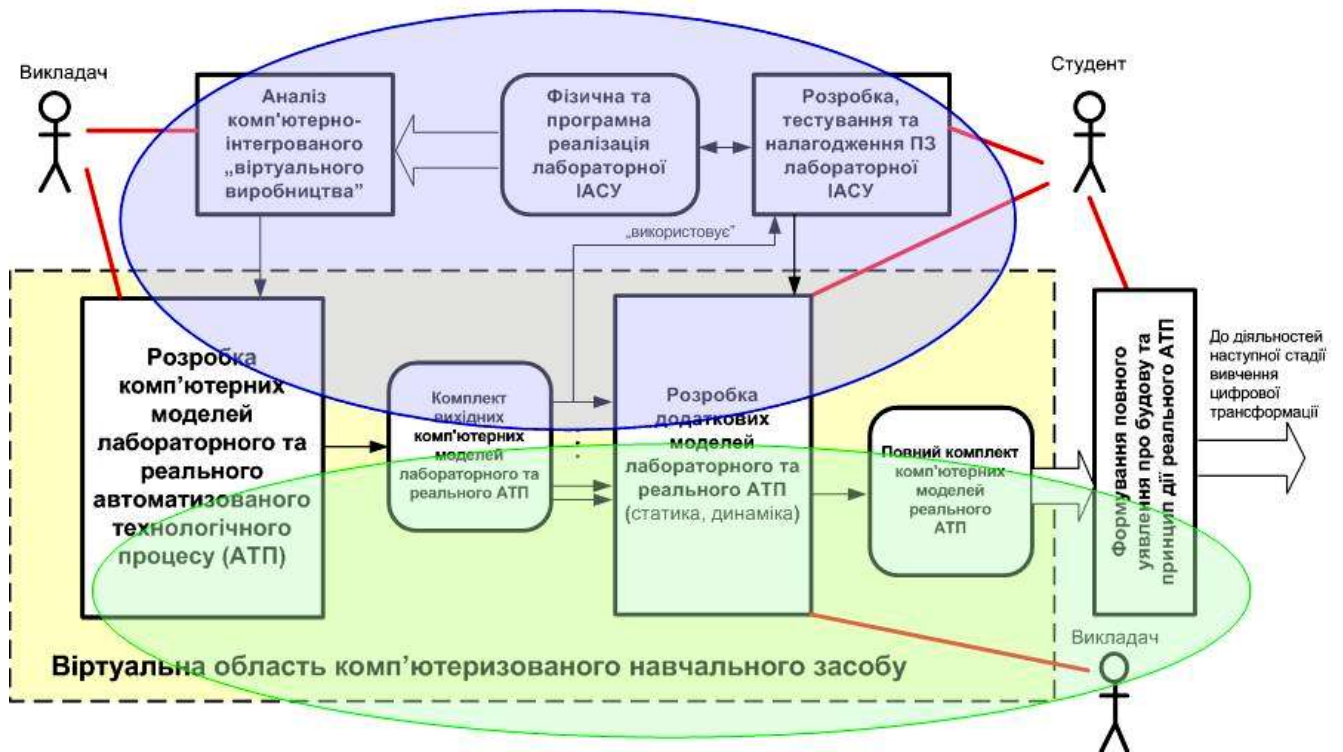 Викладач
Студент
Аналіз
комп'ютерно-
інтегрованого
„віртуального
виробництва”
Фізична та
програмна
реалізація
лабораторної
ІАСУ
Розробка,
тестування та
налагодження ПЗ
лабораторної
ІАСУ
„використовує”
Розробка
комп’ютерних
моделей
лабораторного та
реального
автоматизованого
технологічного
процесу (АТП)
Комплект
вихідних
комп'ютерних
моделей
лабораторного та
реального АТП
Розробка
додаткових
моделей
лабораторного та
реального АТП
(статика, динаміка)
Повний комплект
комп'ютерних
моделей
реального
АТП
Формування повного
уявлення про будову та
принцип дії реального АТП
До діяльностей
наступної стадії
вивчення
цифрової
трансформації
Викладач
Віртуальна область комп’ютеризованого навчального засобу